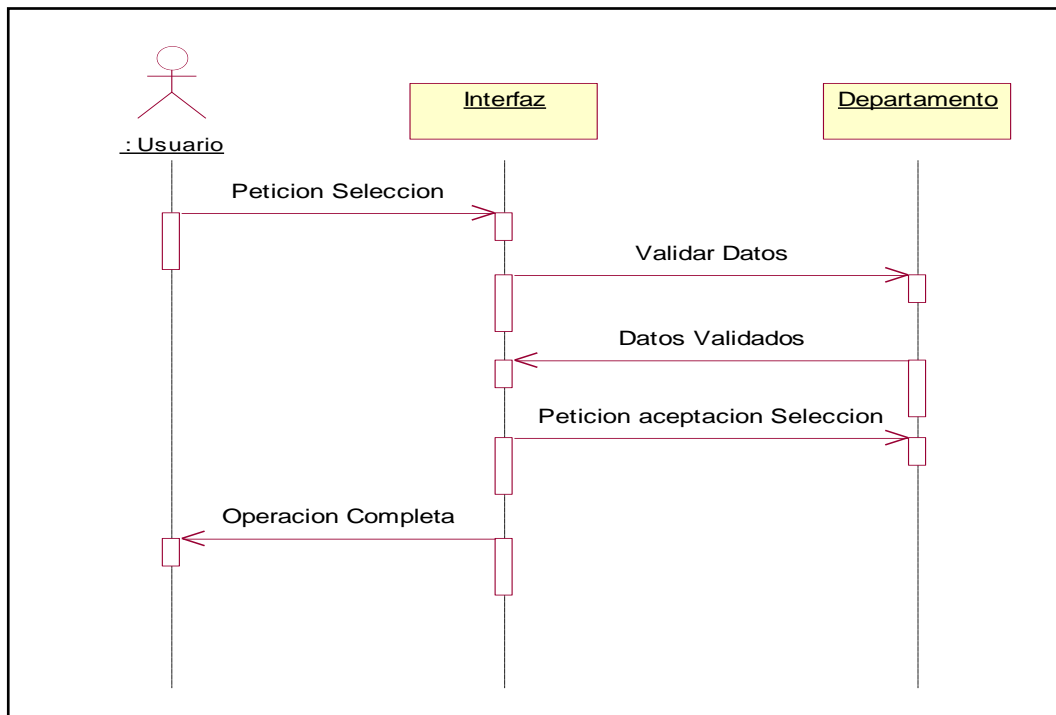 Interfaz
Departamento
: Usuario
Peticion Seleccion
Validar Datos
Datos Validados
Peticion aceptacion Seleccion
Operacion Completa